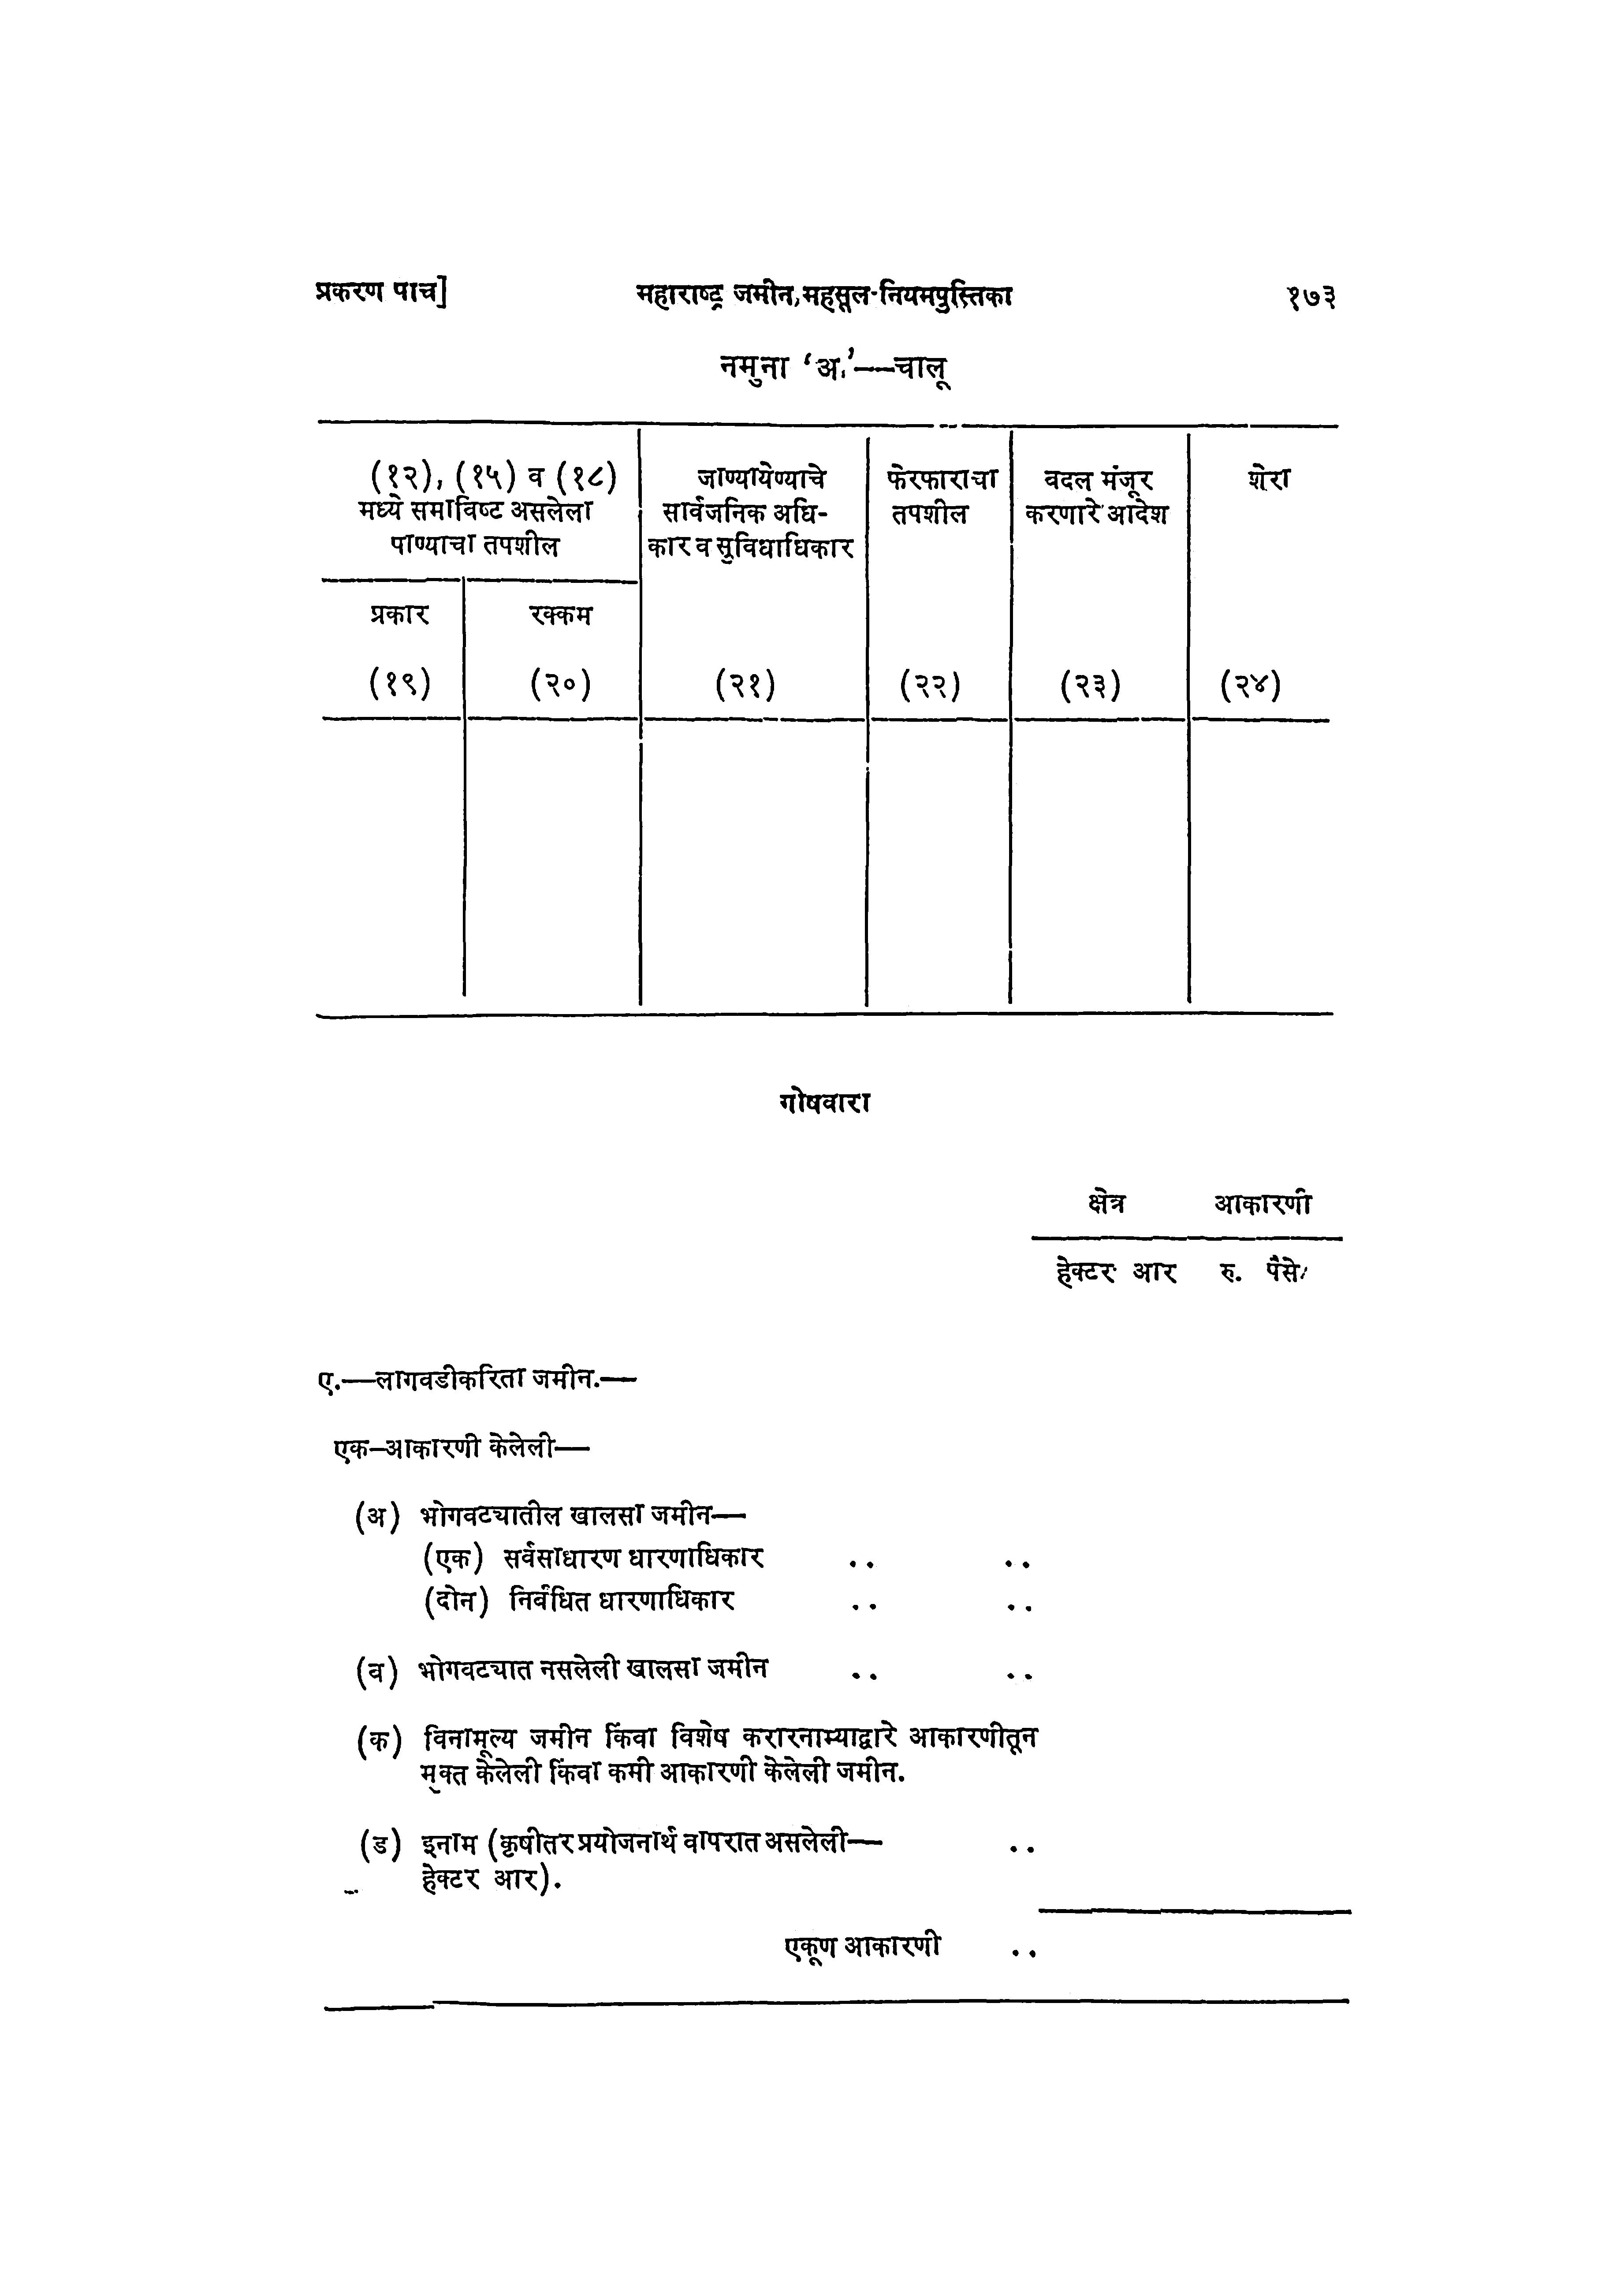 प्रकरण पाच]	महाराष्ट्र जमीन महसूल नियमपुस्तिका	१७३
नमुना ‘अ’—चालू
(१२), (१५) व (१८)	जाण्यायेण्याचे	फेरफाराचा	बदल मंजूर	शेरा
मध्ये समाविष्ट असलेला	सार्वजनिक अधि-	तपशील	करणारे आदेश
पाण्याचा तपशील	कार व सुविधाधिकार
प्रकार	रक्कम
(१९)	(२०)	(२१)	(२२)	(२३)	(२४)
गोषवारा
क्षेत्र	आकारणी
हेक्टर आर	रु. पैसे
ए.—लागवडीकरिता जमीन.—
एक—आकारणी केलेली—
(अ) भोगवट्यातील खालसा जमीन—
(एक) सर्वसाधारण धारणाधिकार .. ..
(दोन) निर्बंधित धारणाधिकार .. ..
(ब) भोगवट्यात नसलेली खालसा जमीन .. ..
(क) विनामूल्य जमीन किंवा विशेष करारनाम्याद्वारे आकारणीतून
मुक्त केलेली किंवा कमी आकारणी केलेली जमीन.
(ड) इनाम (कृषीतर प्रयोजनार्थ वापरात असलेली— ..
हेक्टर आर).
एकूण आकारणी ..